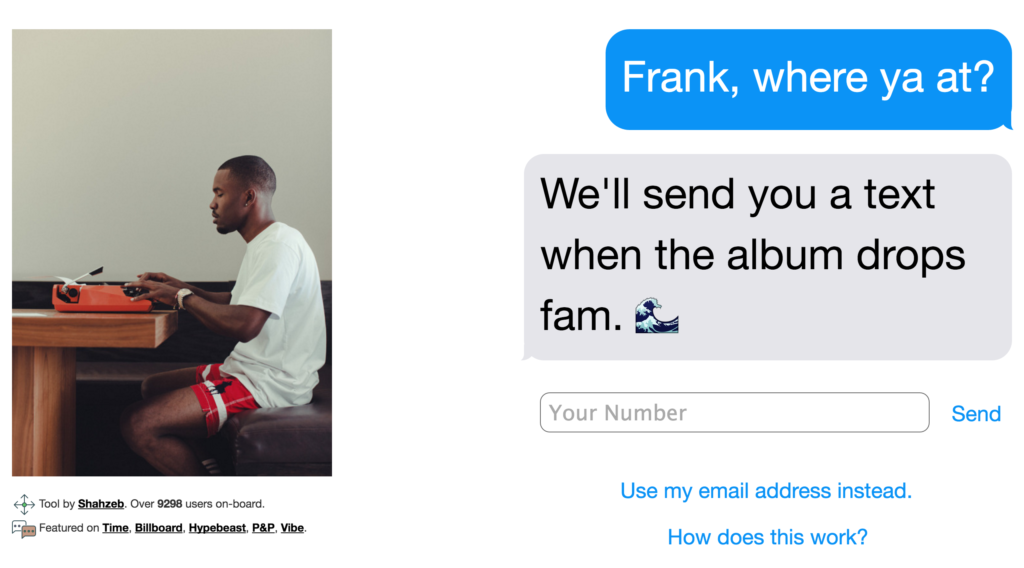 Frank, where ya at?
We'll send you a text
when the album drops
fam. 🌊
Your Number
Send
Use my email address instead.
How does this work?
Tool by Shahzeb. Over 9298 users on-board.
Featured on Time, Billboard, Hypebeast, P&P, Vibe.